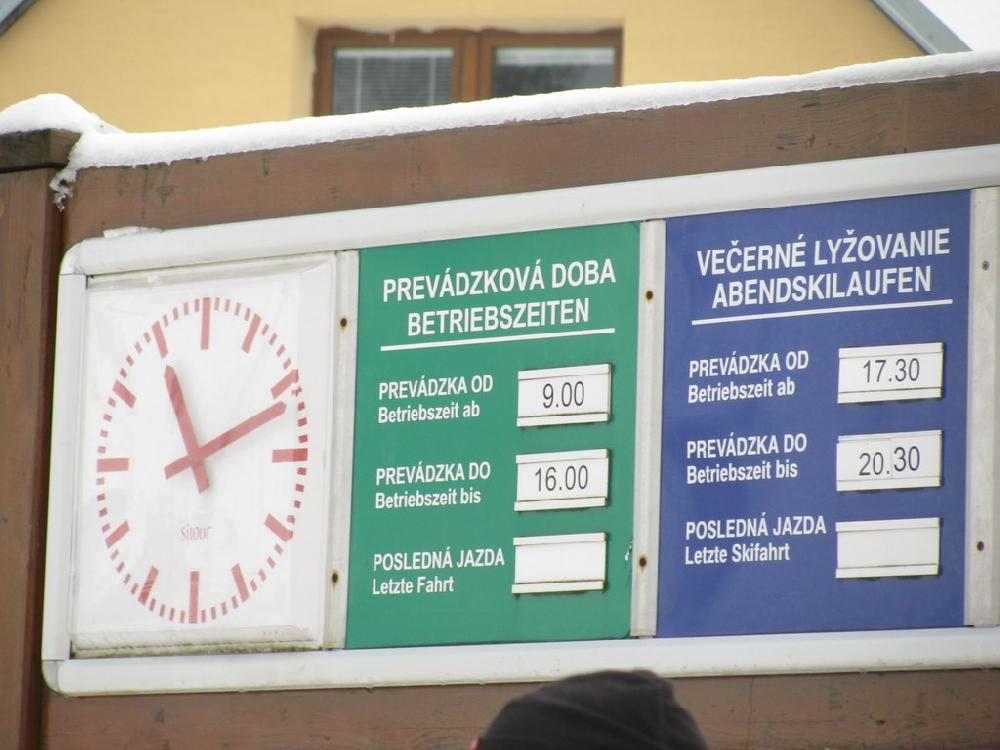 sitour
PREVÁDZKOVÁ DOBA
BETRIEBSZEITEN
PREVÁDZKA OD
Betriebszeit ab
9.00
PREVÁDZKA DO
Betriebszeit bis
16.00
POSLEDNÁ JAZDA
Letzte Fahrt
VEČERNÉ LYŽOVANIE
ABENDSKILAUFEN
PREVÁDZKA OD
Betriebszeit ab
17.30
PREVÁDZKA DO
Betriebszeit bis
20.30
POSLEDNÁ JAZDA
Letzte Skifahrt